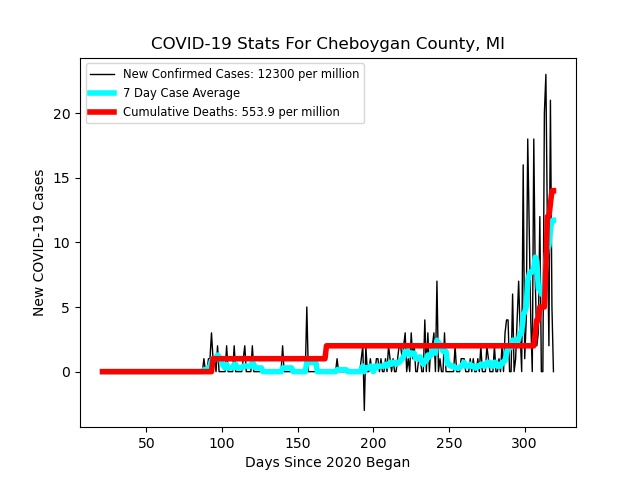 COVID-19 Stats For Cheboygan County, MI
New Confirmed Cases: 12300 per million
7 Day Case Average
Cumulative Deaths: 553.9 per million
New COVID-19 Cases
20
15
10
5
0
50 100 150 200 250 300
Days Since 2020 Began